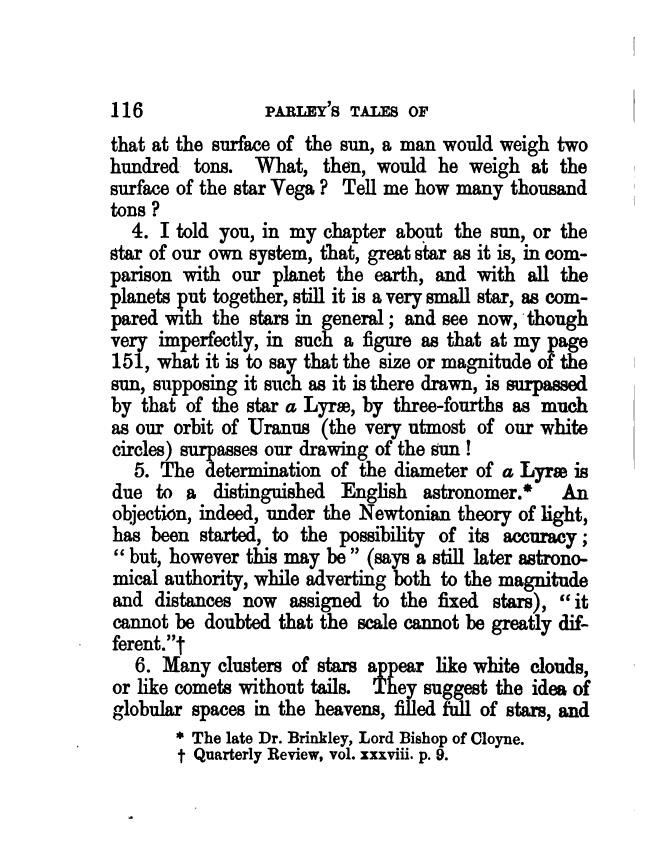 116 PARLEY'S TALES OF
that at the surface of the sun, a man would weigh two
hundred tons. What, then, would he weigh at the
surface of the star Vega? Tell me how many thousand
tons?
4. I told you, in my chapter about the sun, or the
star of our own system, that, great star as it is, in com-
parison with our planet the earth, and with all the
planets put together, still it is a very small star, as com-
pared with the stars in general; and see now, though
very imperfectly, in such a figure as that at my page
151, what it is to say that the size or magnitude of the
sun, supposing it such as it is there drawn, is surpassed
by that of the star a Lyræ, by three-fourths as much
as our orbit of Uranus (the very utmost of our white
circles) surpasses our drawing of the sun!
5. The determination of the diameter of a Lyræ is
due to a distinguished English astronomer.* An
objection, indeed, under the Newtonian theory of light,
has been started, to the possibility of its accuracy;
"but, however this may be" (says a still later astrono-
mical authority, while adverting both to the magnitude
and distances now assigned to the fixed stars), "it
cannot be doubted that the scale cannot be greatly dif-
ferent."†
6. Many clusters of stars appear like white clouds,
or like comets without tails. They suggest the idea of
globular spaces in the heavens, filled full of stars, and
* The late Dr. Brinkley, Lord Bishop of Cloyne.
† Quarterly Review, vol. xxxviii. p. 9.